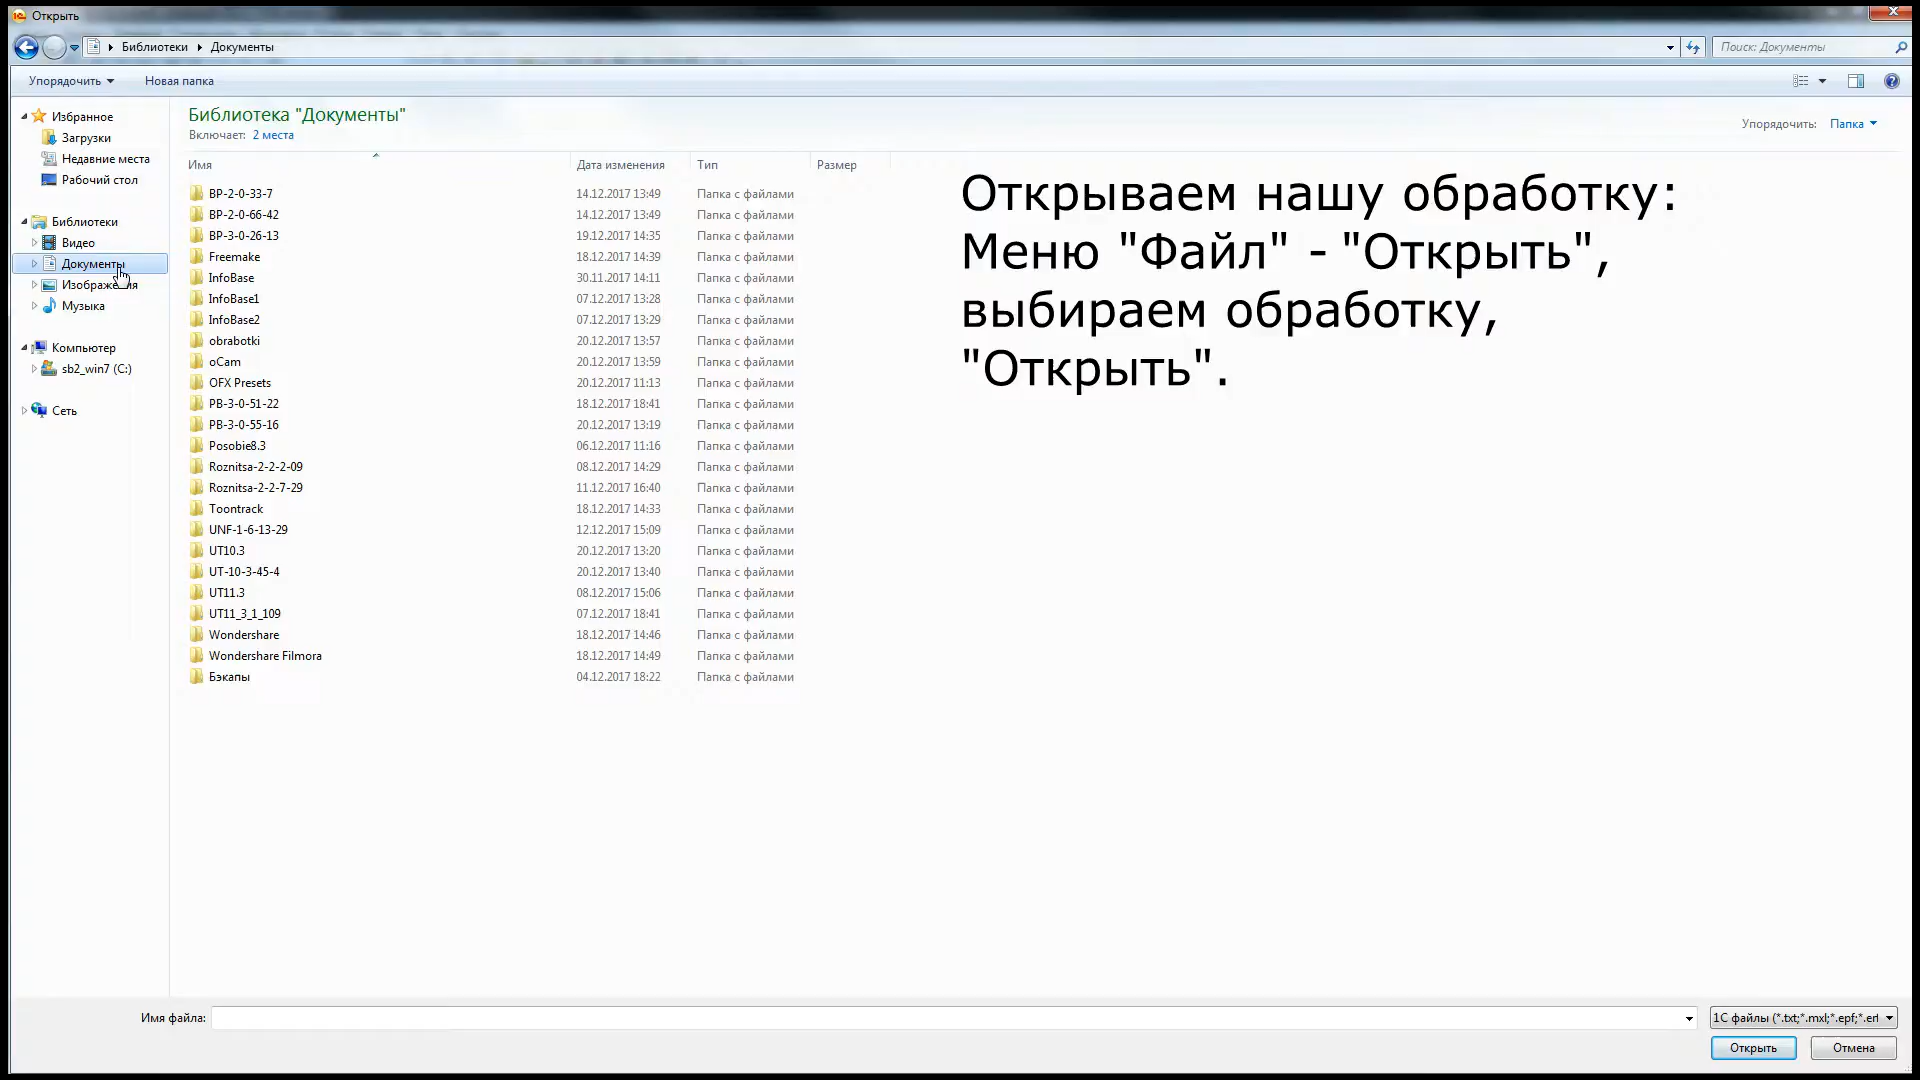 Открыть
Библиотеки Документы
Поиск: Документы
Упорядочить Новая папка
Избранное
Загрузки
Недавние места
Рабочий стол
Библиотеки
Видео
Документы
Изображения
Музыка
Компьютер
sb2_win7 (C:)
Сеть
Библиотека "Документы"
Включает: 2 места
Упорядочить: Папка
Имя Дата изменения Тип Размер
BP-2-0-33-7 14.12.2017 13:49 Папка с файлами
BP-2-0-66-42 14.12.2017 13:49 Папка с файлами
BP-3-0-26-13 19.12.2017 14:35 Папка с файлами
Freemake 18.12.2017 14:39 Папка с файлами
InfoBase 30.11.2017 14:11 Папка с файлами
InfoBase1 07.12.2017 13:28 Папка с файлами
InfoBase2 07.12.2017 13:29 Папка с файлами
obrabotki 20.12.2017 13:57 Папка с файлами
oCam 20.12.2017 13:59 Папка с файлами
OFX Presets 20.12.2017 11:13 Папка с файлами
PB-3-0-51-22 18.12.2017 18:41 Папка с файлами
PB-3-0-55-16 20.12.2017 13:19 Папка с файлами
Posobie8.3 06.12.2017 11:16 Папка с файлами
Roznitsa-2-2-2-09 08.12.2017 14:29 Папка с файлами
Roznitsa-2-2-7-29 11.12.2017 16:40 Папка с файлами
Toontrack 18.12.2017 14:33 Папка с файлами
UNF-1-6-13-29 12.12.2017 15:09 Папка с файлами
UT10.3 20.12.2017 13:20 Папка с файлами
UT-10-3-45-4 20.12.2017 13:40 Папка с файлами
UT11.3 08.12.2017 15:06 Папка с файлами
UT11_3_1_109 07.12.2017 18:41 Папка с файлами
Wondershare 18.12.2017 14:46 Папка с файлами
Wondershare Filmora 18.12.2017 14:49 Папка с файлами
Бэкапы 04.12.2017 18:22 Папка с файлами
Открываем нашу обработку:
Меню "Файл" - "Открыть",
выбираем обработку,
"Открыть".
Имя файла:
1С файлы (*.txt;*.mxl;*.epf;*.erf
Открыть Отмена